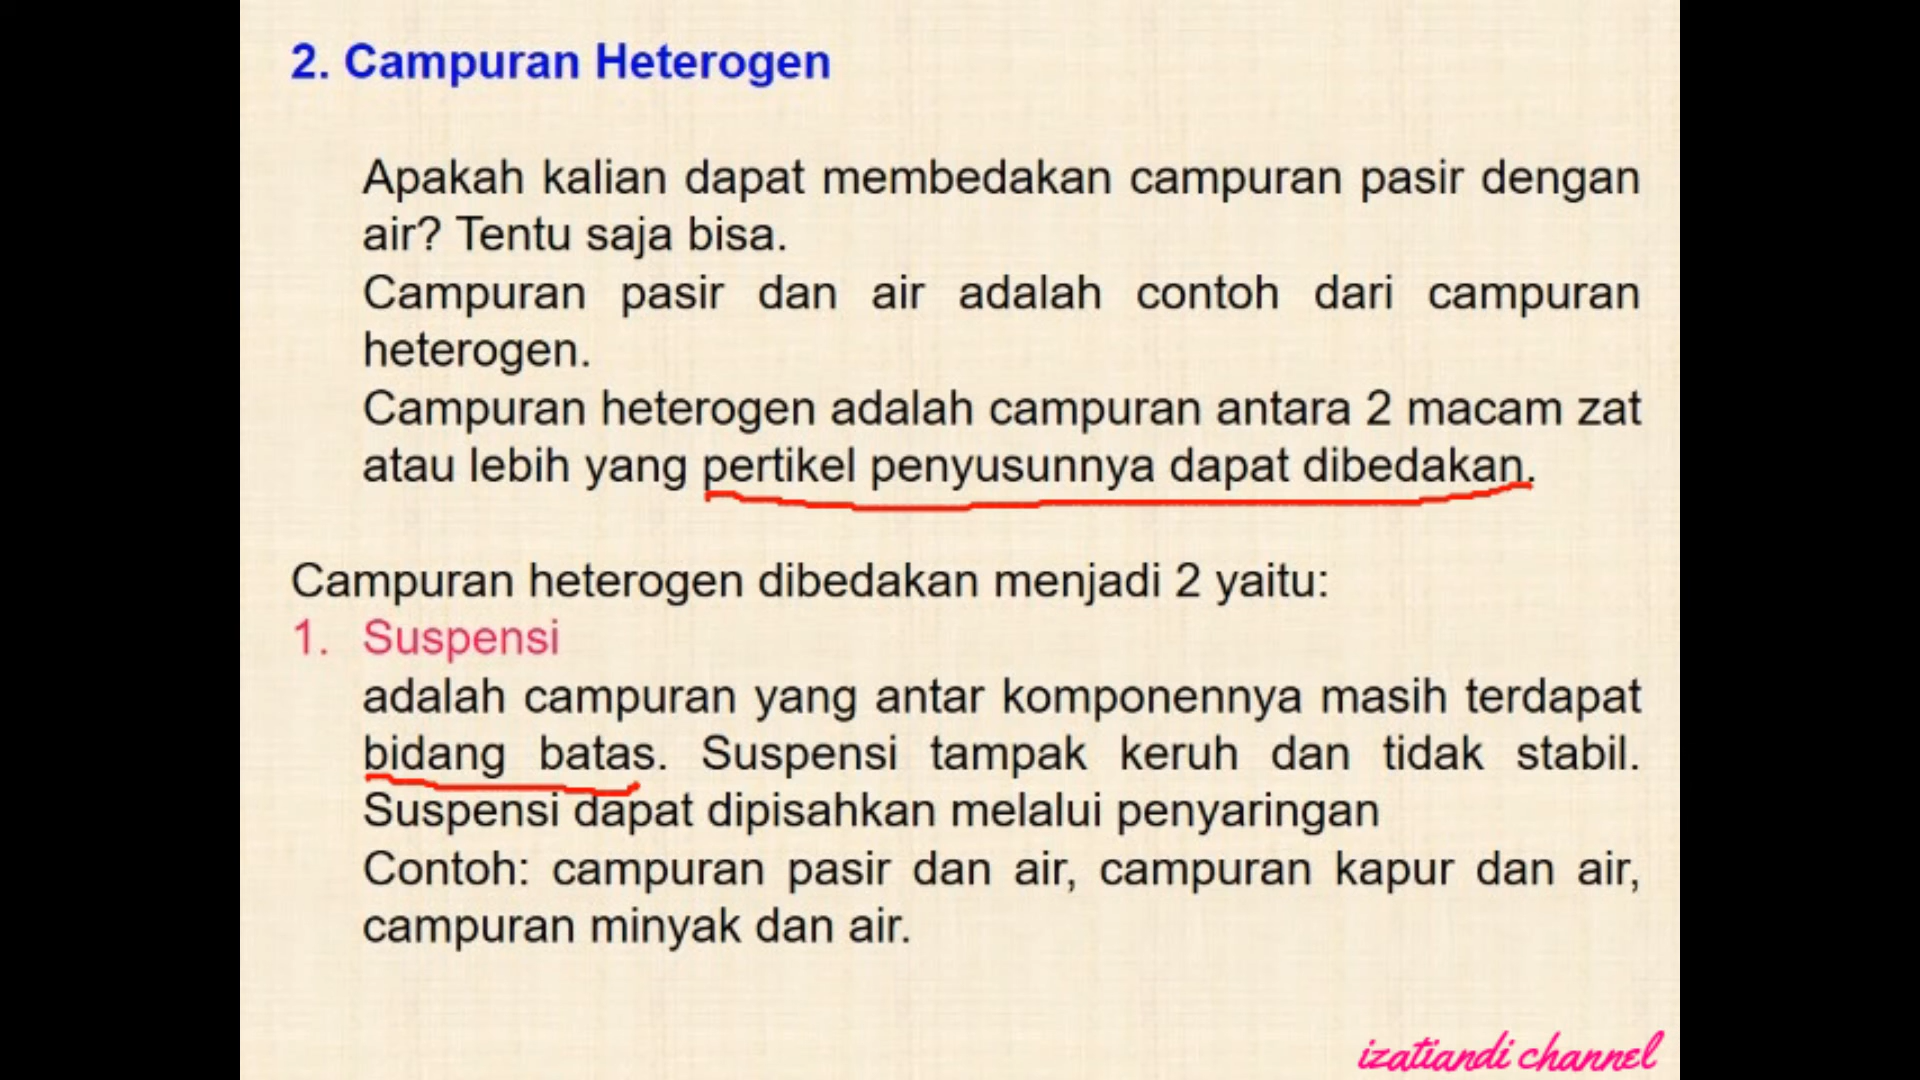 2. Campuran Heterogen
Apakah kalian dapat membedakan campuran pasir dengan
air? Tentu saja bisa.
Campuran pasir dan air adalah contoh dari campuran
heterogen.
Campuran heterogen adalah campuran antara 2 macam zat
atau lebih yang pertikel penyusunnya dapat dibedakan.
Campuran heterogen dibedakan menjadi 2 yaitu:
1. Suspensi
adalah campuran yang antar komponennya masih terdapat
bidang batas. Suspensi tampak keruh dan tidak stabil.
Suspensi dapat dipisahkan melalui penyaringan
Contoh: campuran pasir dan air, campuran kapur dan air,
campuran minyak dan air.
izatiandi channel